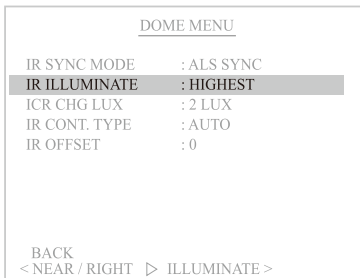 DOME MENU
IR SYNC MODE : ALS SYNC
IR ILLUMINATE : HIGHEST
ICR CHG LUX : 2 LUX
IR CONT. TYPE : AUTO
IR OFFSET : 0
BACK
< NEAR / RIGHT ▷ ILLUMINATE >